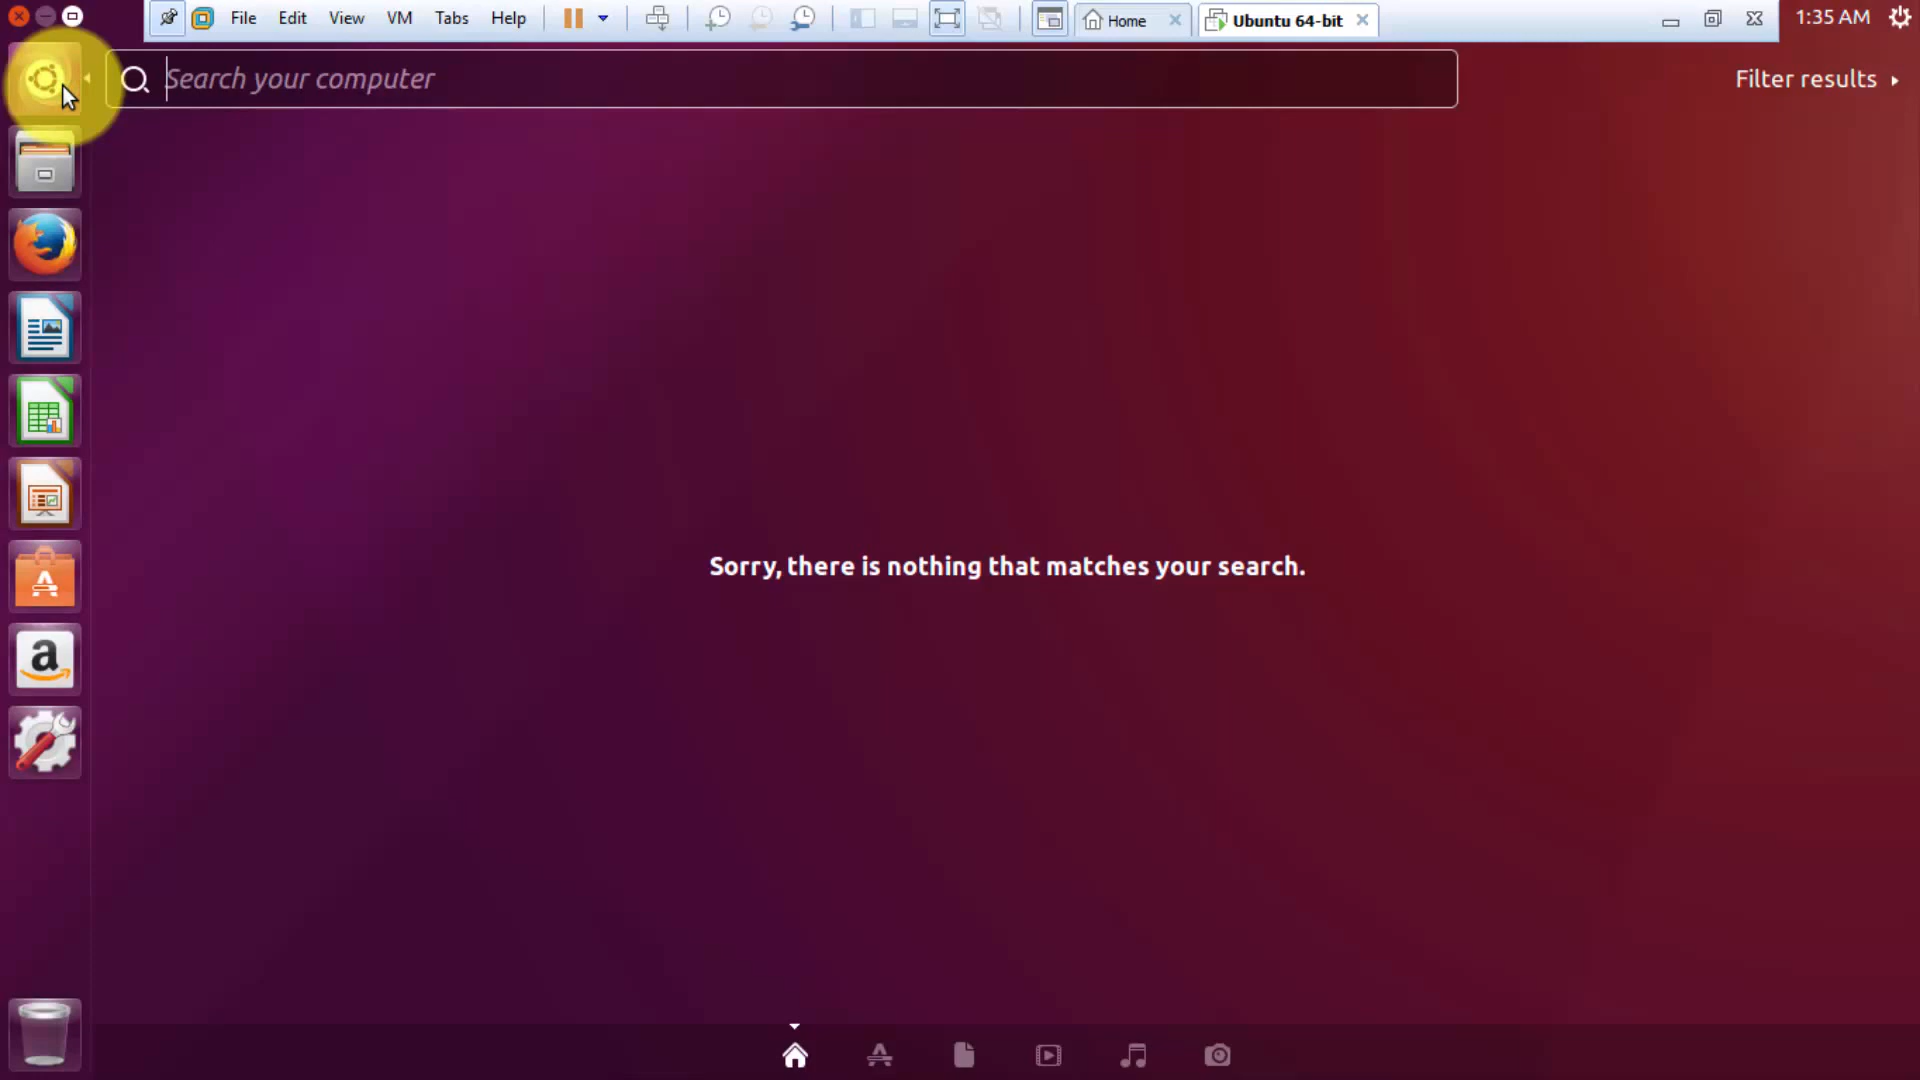 File Edit View VM Tabs Help Home Ubuntu 64-bit 1:35 AM
Search your computer
Filter results
Sorry, there is nothing that matches your search.